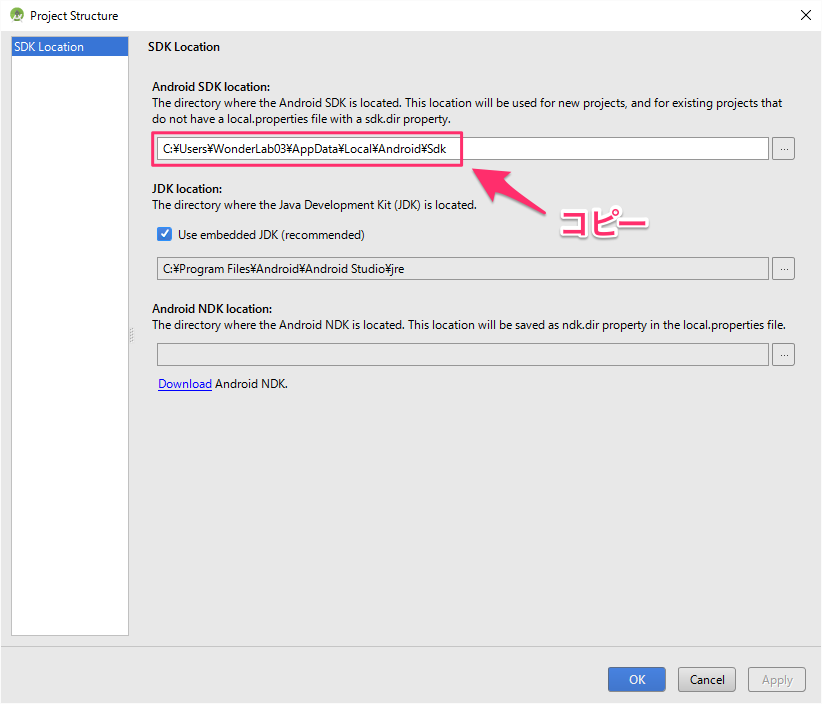 Project Structure
SDK Location
SDK Location
Android SDK location:
The directory where the Android SDK is located. This location will be used for new projects, and for existing projects that
do not have a local.properties file with a sdk.dir property.
C:¥Users¥WonderLab03¥AppData¥Local¥Android¥Sdk
...
コピー
JDK location:
The directory where the Java Development Kit (JDK) is located.
Use embedded JDK (recommended)
C:¥Program Files¥Android¥Android Studio¥jre
...
Android NDK location:
The directory where the Android NDK is located. This location will be saved as ndk.dir property in the local.properties file.
...
Download Android NDK.
OK
Cancel
Apply